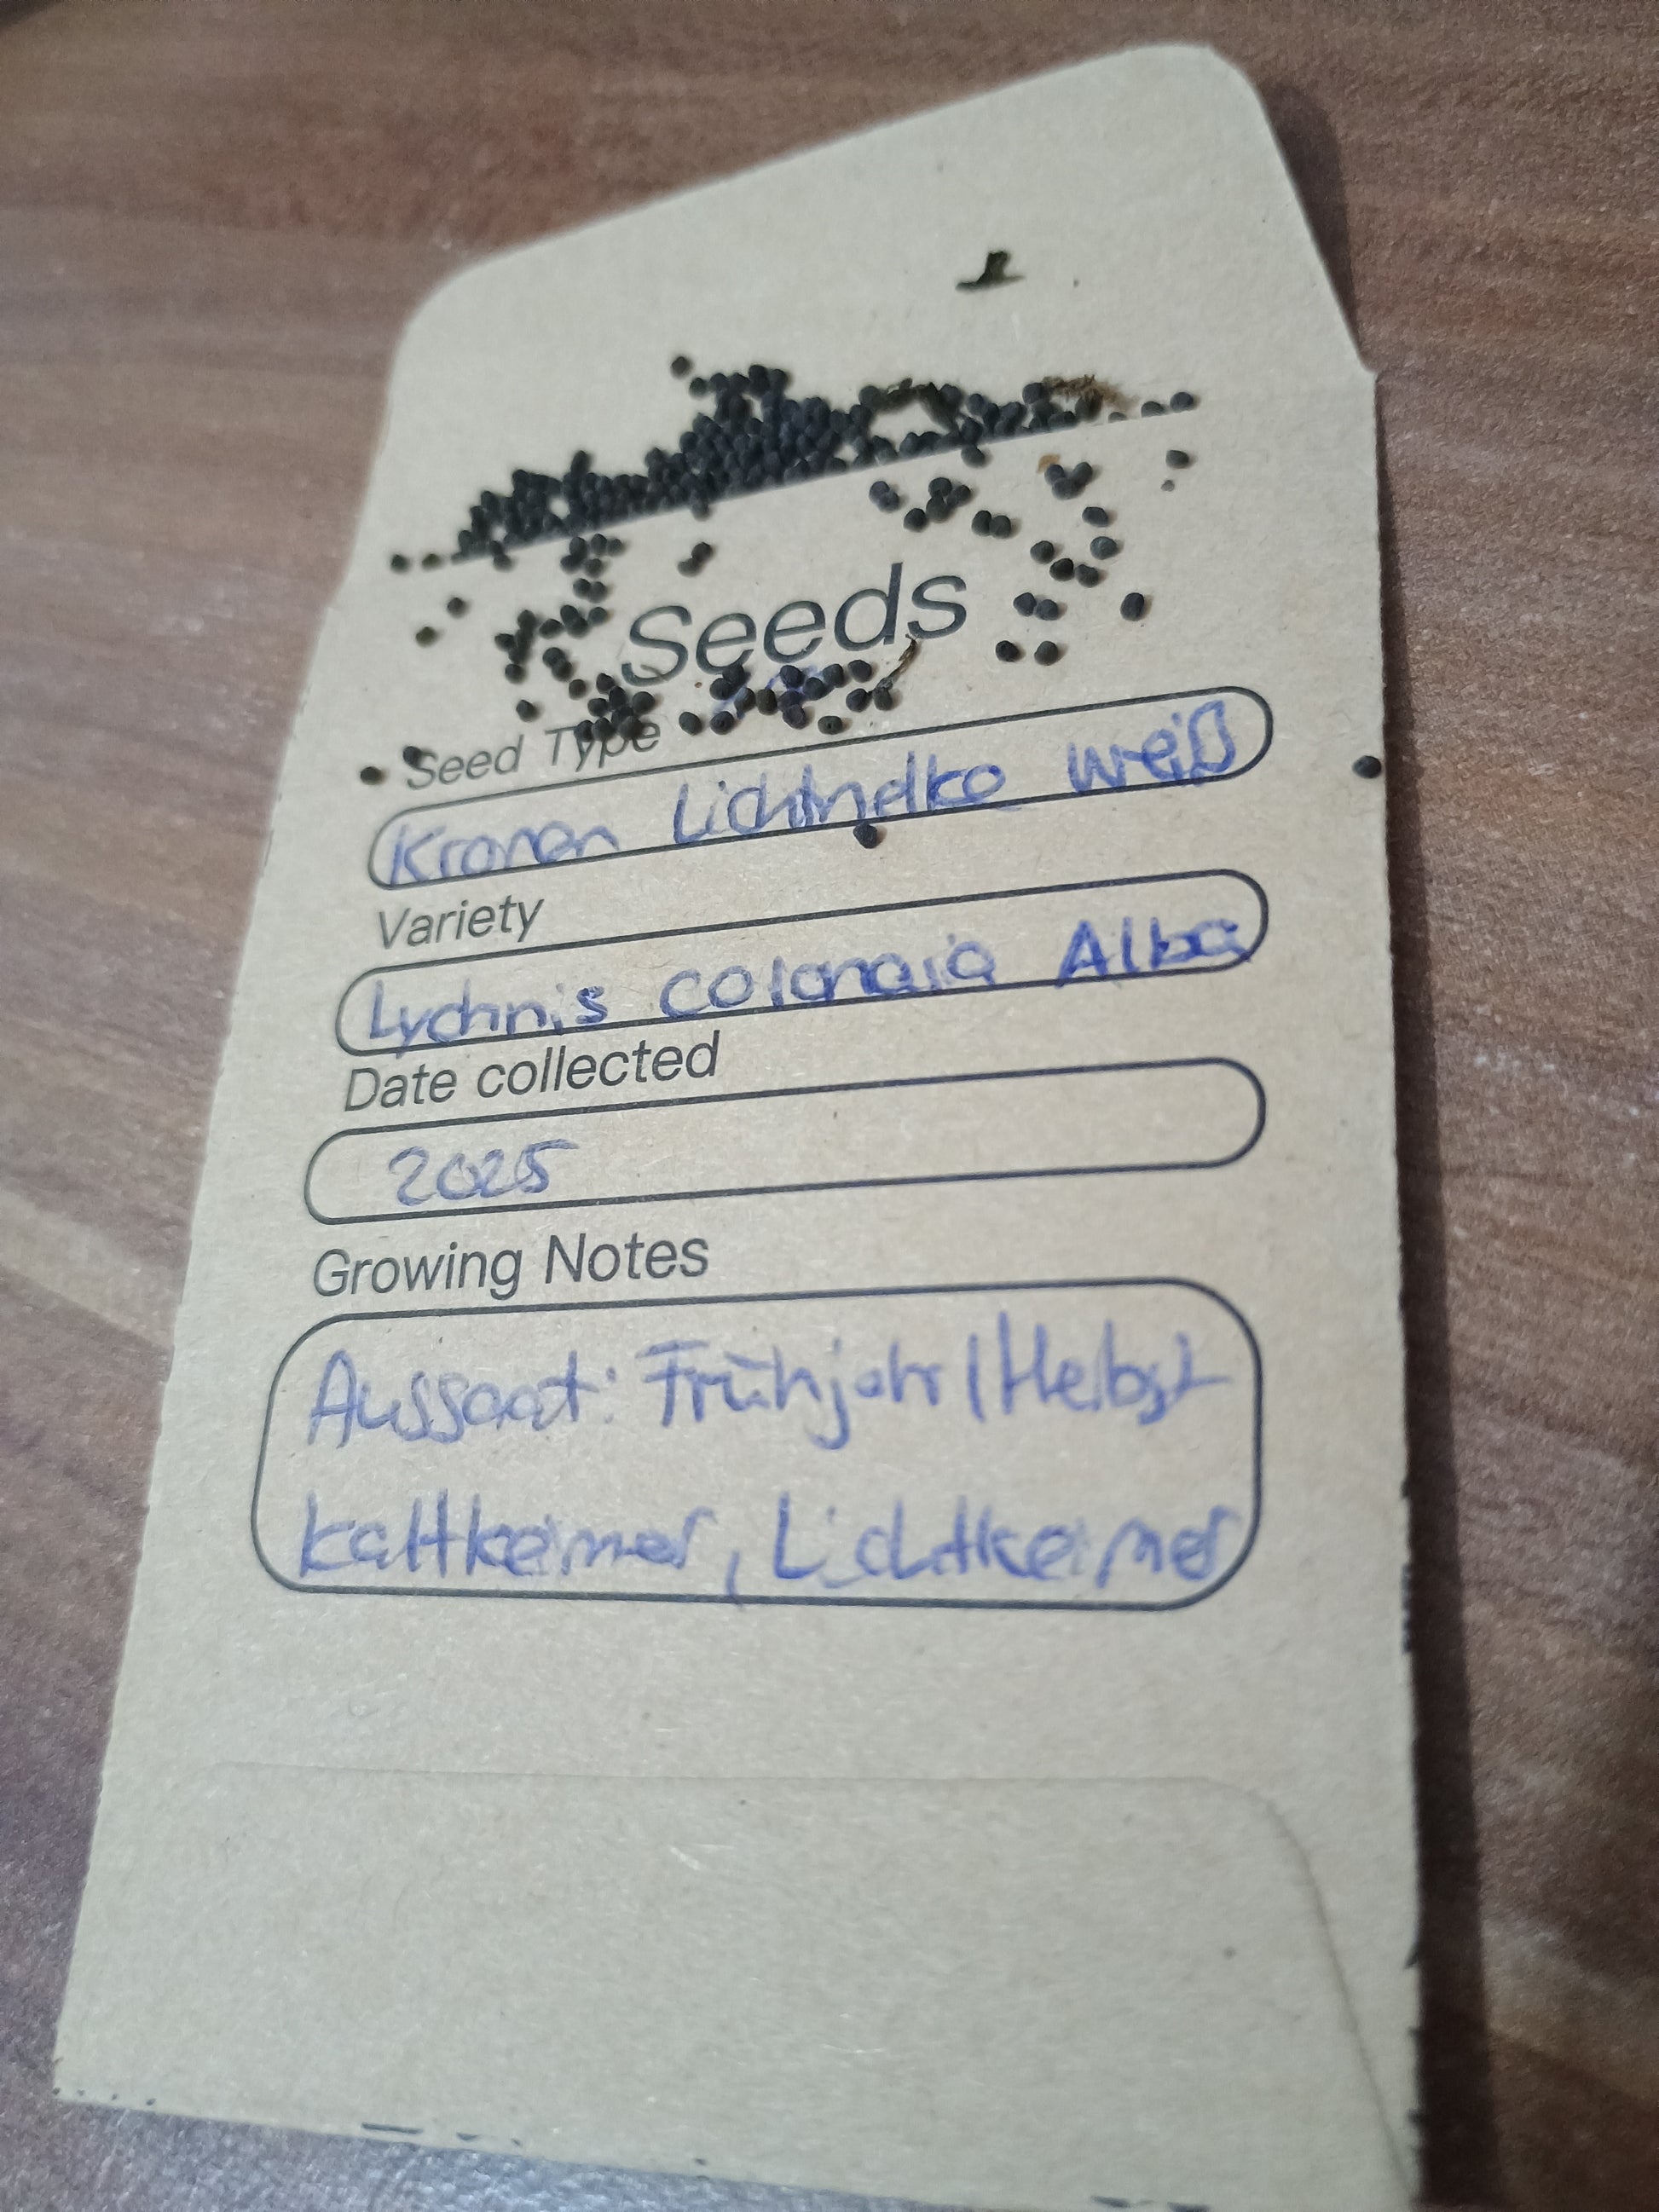 Seeds
Seed Type
Kronen Lichtnelke weiß
Variety
Lychnis colonaia Alba
Date collected
2025
Growing Notes
Aussaat: Frühjahr/Herbst
Kaltkeimer, Lichtkeimer